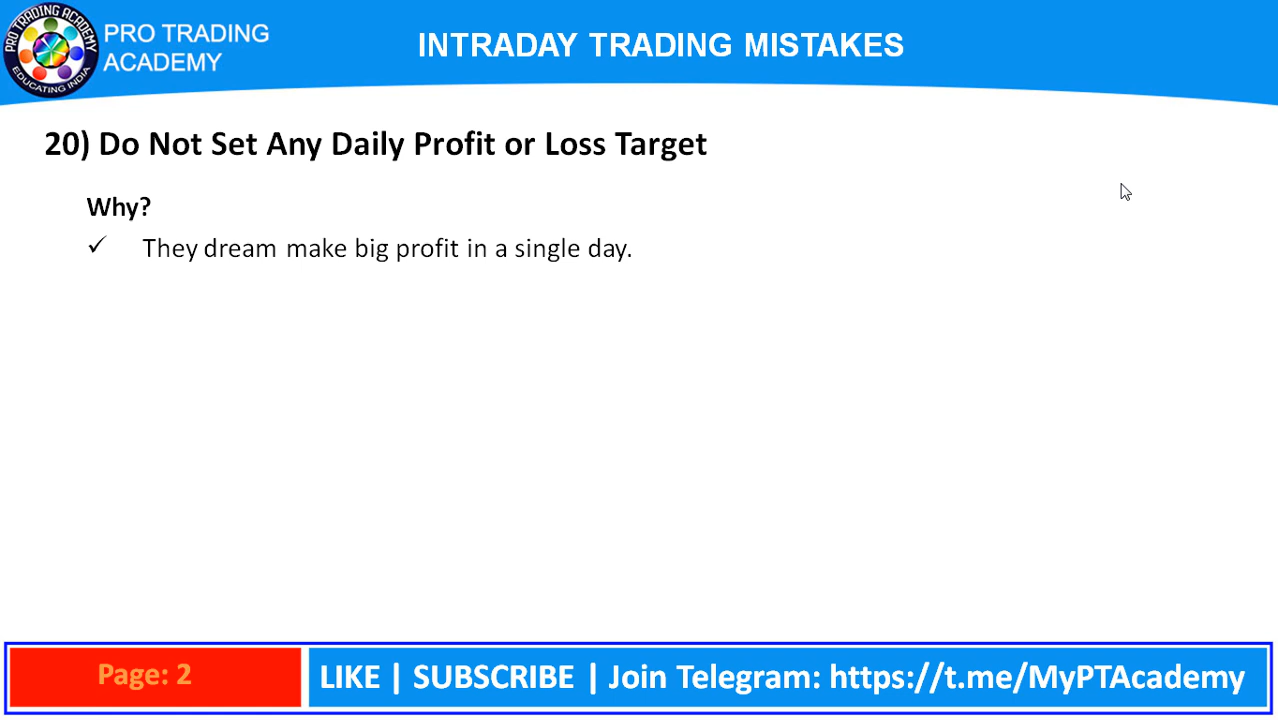 PRO TRADING ACADEMY
EDUCATING INDIA
PRO TRADING
ACADEMY
INTRADAY TRADING MISTAKES
20) Do Not Set Any Daily Profit or Loss Target
Why?
✓ They dream make big profit in a single day.
Page: 2
LIKE | SUBSCRIBE | Join Telegram: https://t.me/MyPTAcademy